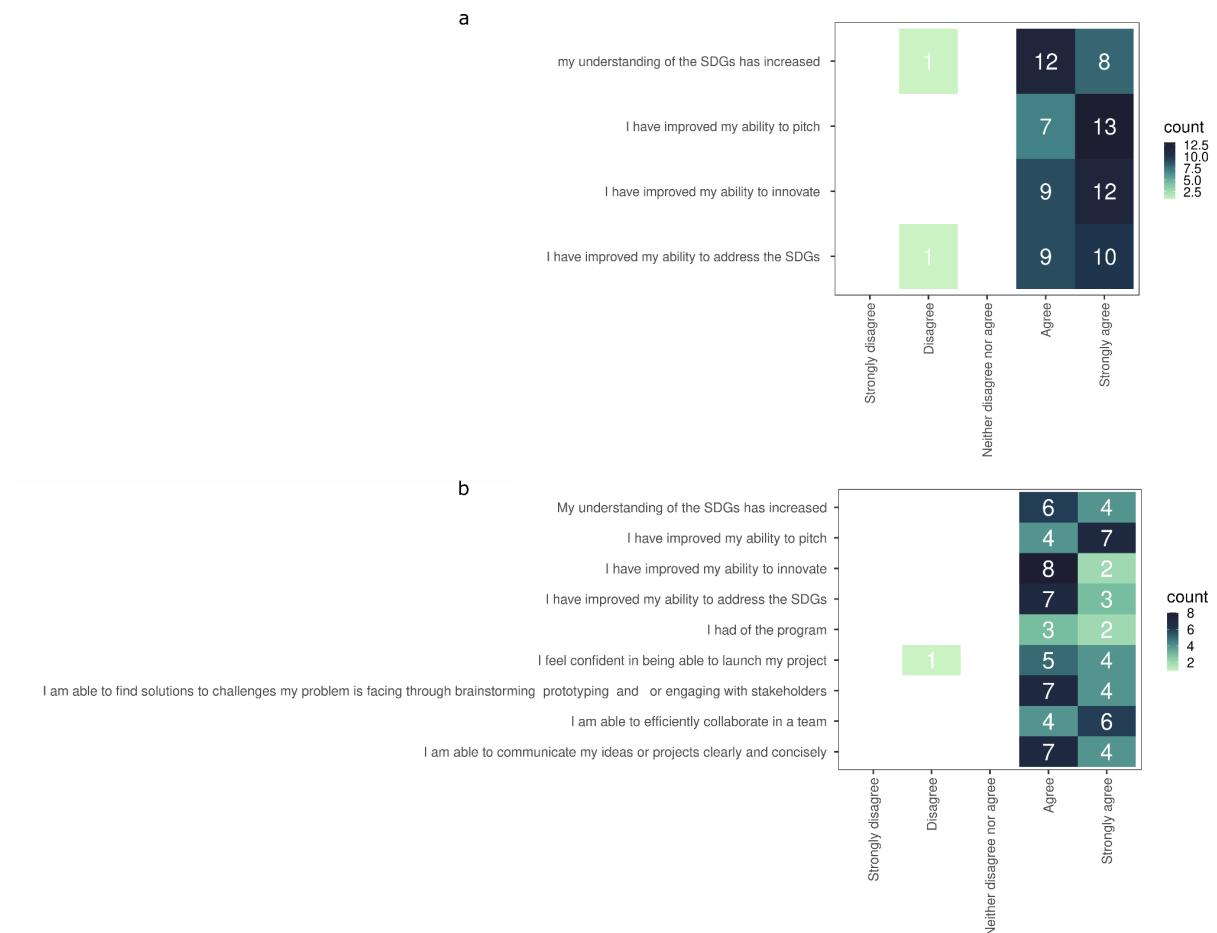 a
my understanding of the SDGs has increased
1
12
8
I have improved my ability to pitch
7
13
I have improved my ability to innovate
9
12
I have improved my ability to address the SDGs
1
9
10
Strongly disagree
Disagree
Neither disagree nor agree
Agree
Strongly agree
count
12.5
10.0
7.5
5.0
2.5
b
My understanding of the SDGs has increased
6
4
I have improved my ability to pitch
4
7
I have improved my ability to innovate
8
2
I have improved my ability to address the SDGs
7
3
I had of the program
3
2
I feel confident in being able to launch my project
1
5
4
I am able to find solutions to challenges my problem is facing through brainstorming prototyping and or engaging with stakeholders
7
4
I am able to efficiently collaborate in a team
4
6
I am able to communicate my ideas or projects clearly and concisely
7
4
Strongly disagree
Disagree
Neither disagree nor agree
Agree
Strongly agree
count
8
6
4
2